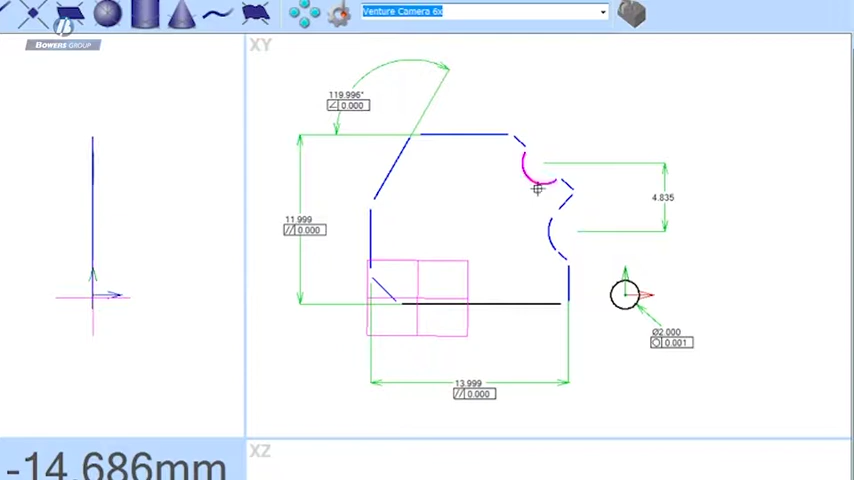 Venture Camera 6x
BOWERS GROUP
XY
119.996°
∠ 0.000
4.835
11.999
// 0.000
Ø2.000
○ 0.001
13.999
// 0.000
XZ
-14.686mm